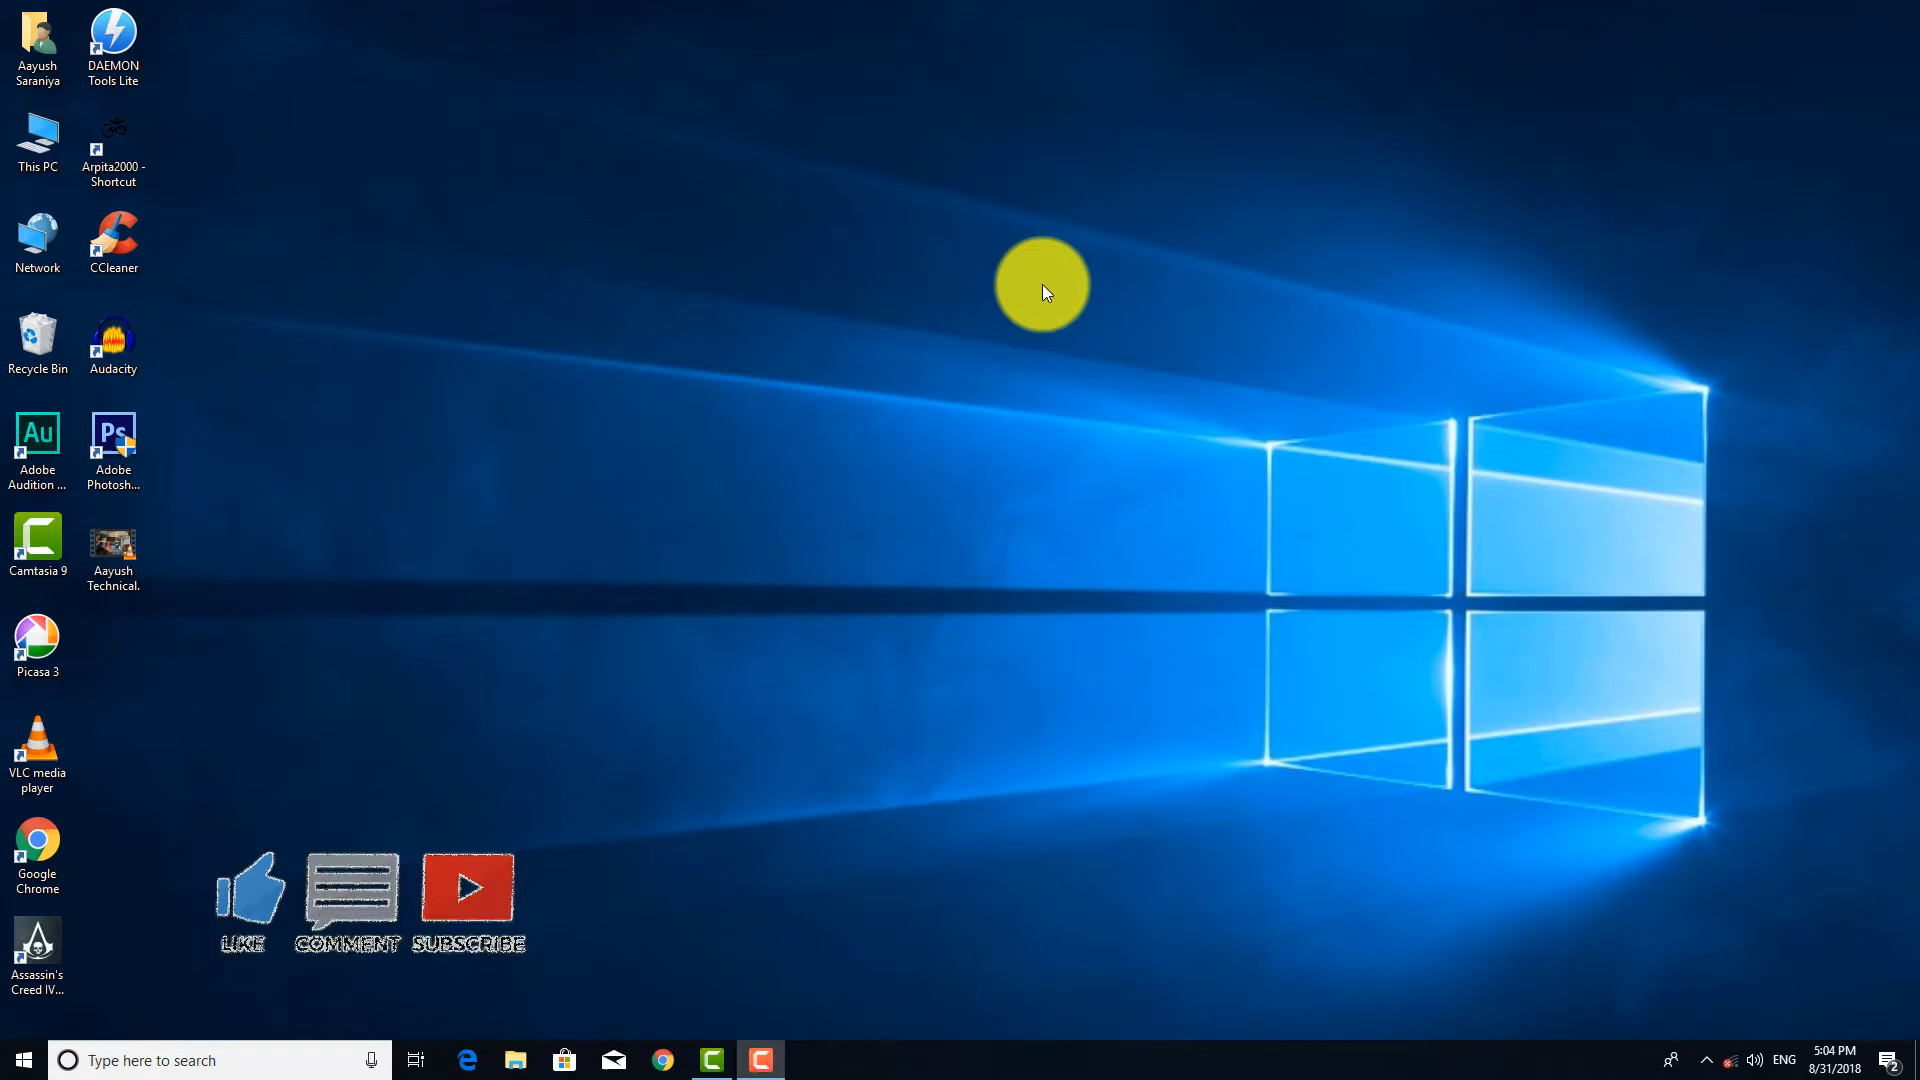 Aayush
Saraniya
DAEMON
Tools Lite
This PC
Arpita2000 -
Shortcut
Network
CCleaner
Recycle Bin
Audacity
Au
Adobe
Audition ...
Ps
Adobe
Photosh...
Camtasia 9
Aayush
Technical.
Picasa 3
VLC media
player
Google
Chrome
Assassin's
Creed IV...
LIKE
COMMENT
SUBSCRIBE
Type here to search
ENG
5:04 PM
8/31/2018
2